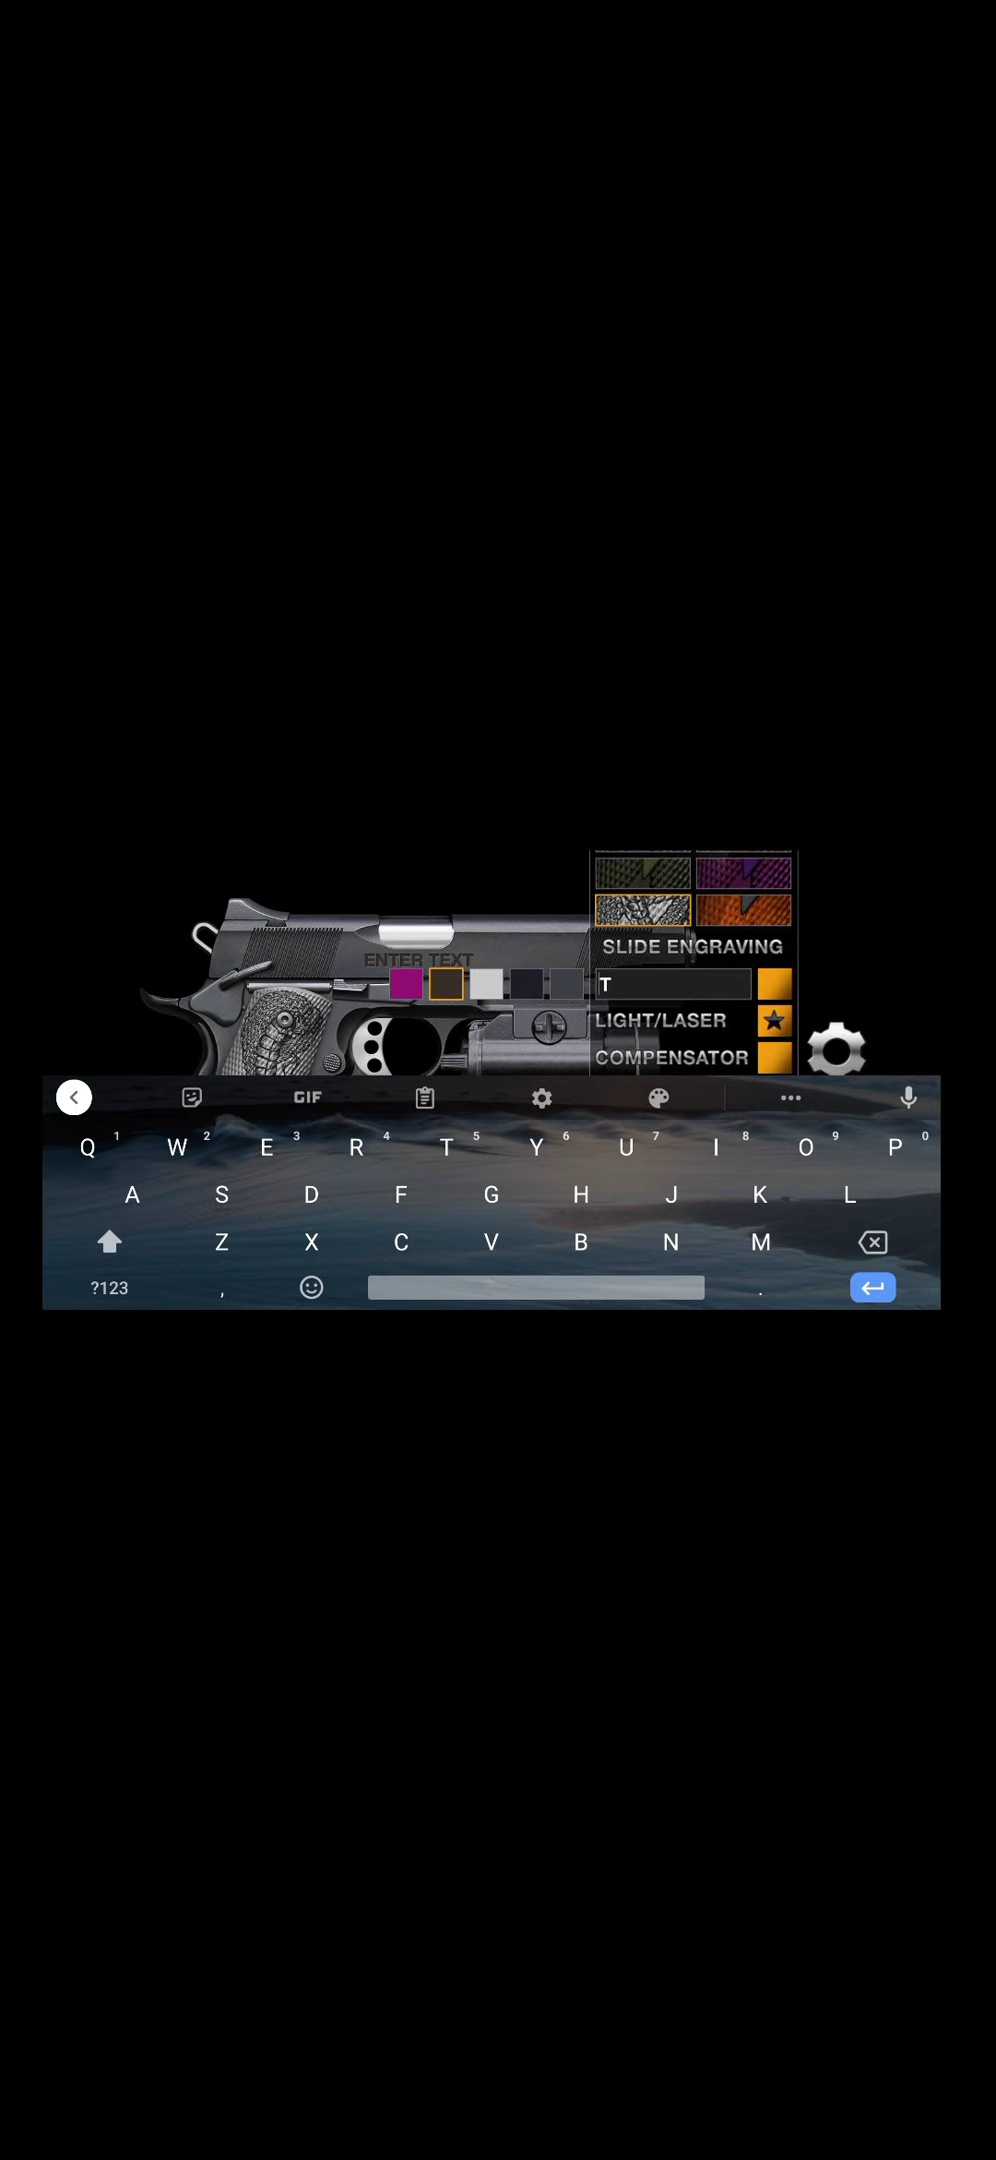 SLIDE ENGRAVING
ENTER TEXT
T
LIGHT/LASER
COMPENSATOR
GIF
Q 1 W 2 E 3 R 4 T 5 Y 6 U 7 I 8 O 9 P 0
A S D F G H J K L
Z X C V B N M
?123 , .